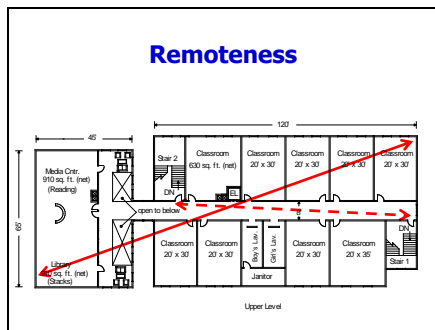 Remoteness
120'
45'
65'
Media Cntr.
910 sq. ft. (net)
(Reading)
Stair 2
DN
Classroom
630 sq. ft. (net)
EL
Classroom
20' x 30'
Classroom
20' x 30'
Classroom
20' x 30'
Classroom
20' x 30'
open to below
Library
sq. ft. (net)
(Stacks)
Classroom
20' x 30'
Classroom
20' x 30'
Boy's Lav.
Girl's Lav.
Janitor
Classroom
20' x 30'
Classroom
20' x 35'
DN
Stair 1
Upper Level